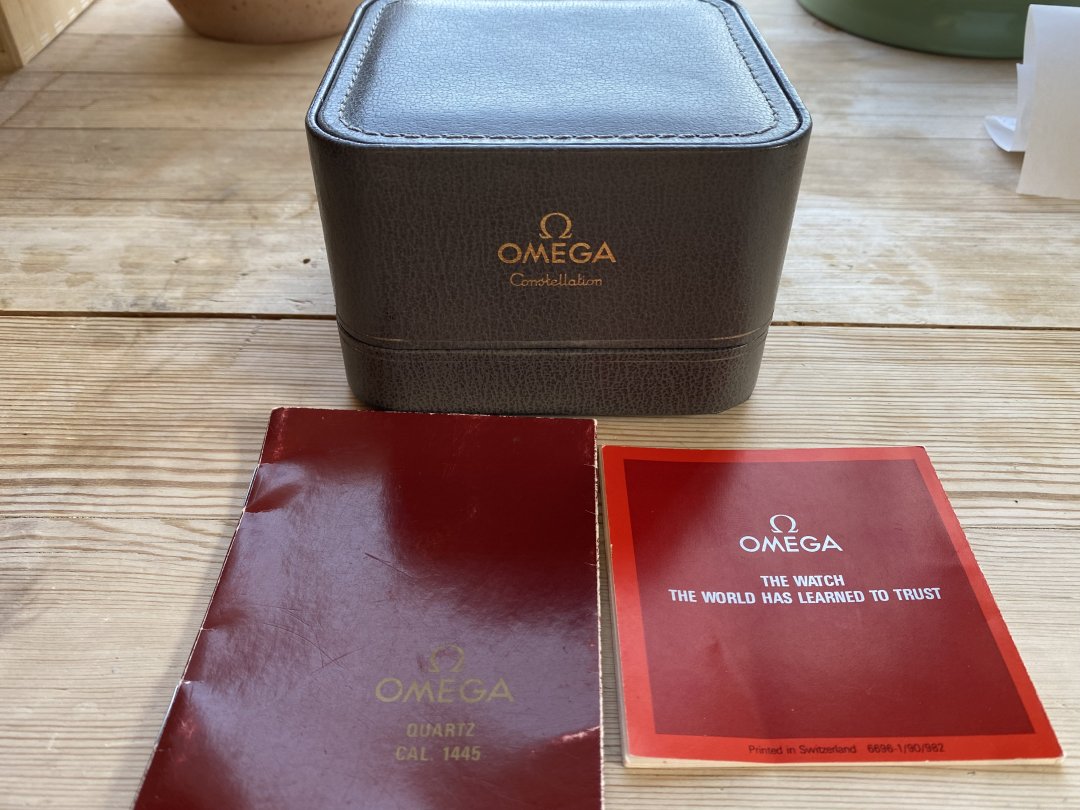 Ω
OMEGA
Constellation
Ω
OMEGA
QUARTZ
CAL. 1445
Ω
OMEGA
THE WATCH
THE WORLD HAS LEARNED TO TRUST
Printed in Switzerland 6696-1/90/982